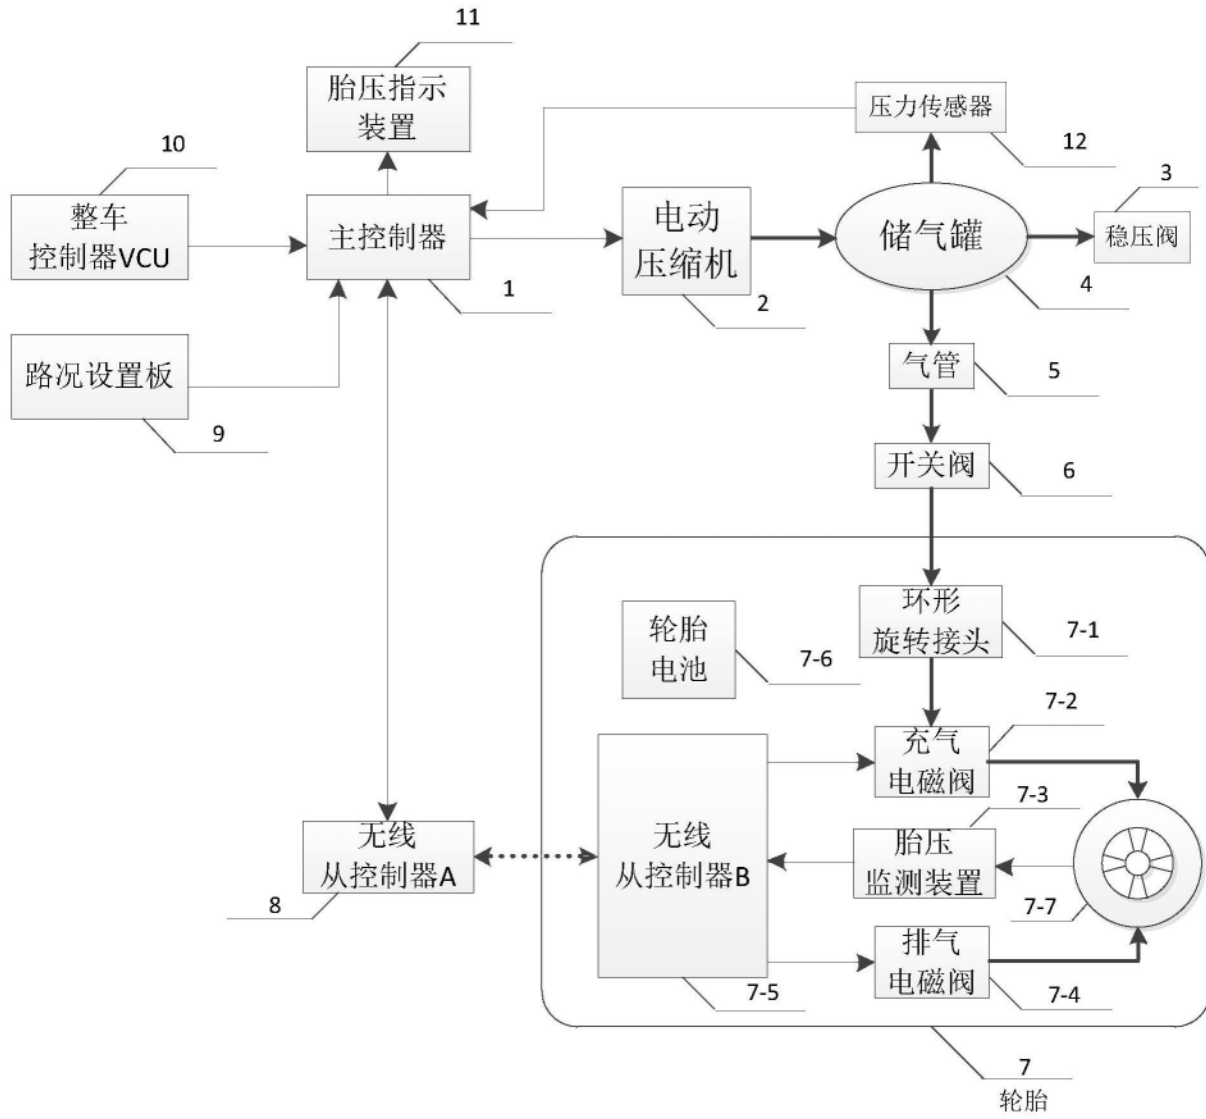 11
胎压指示
装置
压力传感器
12
10
3
整车
控制器VCU
主控制器
电动
压缩机
储气罐
稳压阀
1
2
4
路况设置板
气管
5
9
开关阀
6
环形
旋转接头
7-1
轮胎
电池
7-6
7-2
充气
电磁阀
7-3
无线
从控制器A
无线
从控制器B
胎压
监测装置
8
7-7
排气
电磁阀
7-5
7-4
7
轮胎